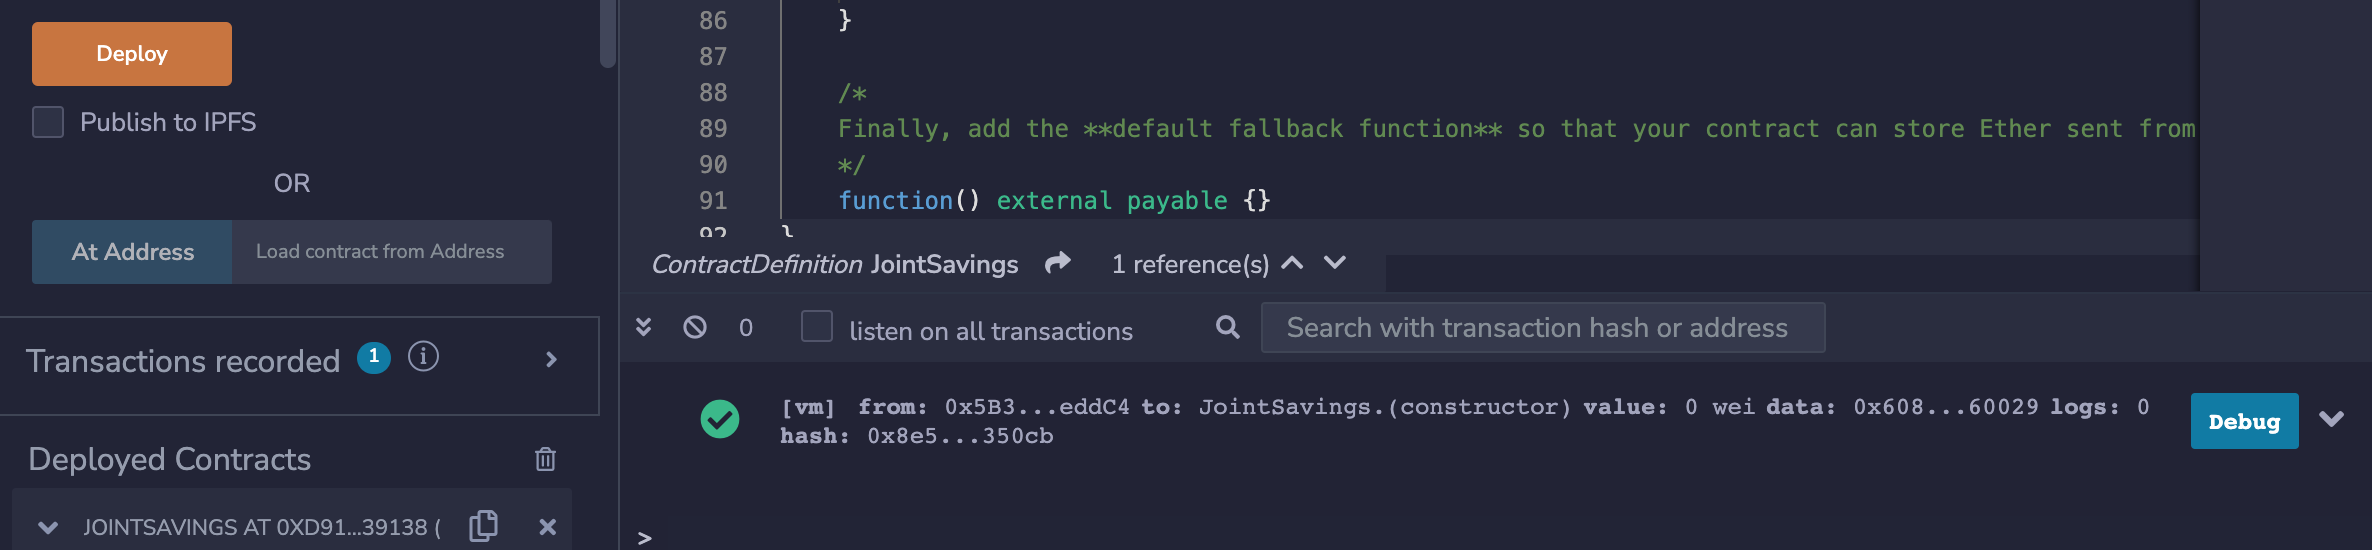 Deploy
Publish to IPFS
OR
At Address
Load contract from Address
Transactions recorded 1 i
Deployed Contracts
JOINTSAVINGS AT 0XD91...39138 (
86 }
87
88 /*
89 Finally, add the **default fallback function** so that your contract can store Ether sent from
90 */
91 function() external payable {}
92 }
ContractDefinition JointSavings 1 reference(s)
0 listen on all transactions
Search with transaction hash or address
[vm] from: 0x5B3...eddC4 to: JointSavings.(constructor) value: 0 wei data: 0x608...60029 logs: 0
hash: 0x8e5...350cb
Debug
>